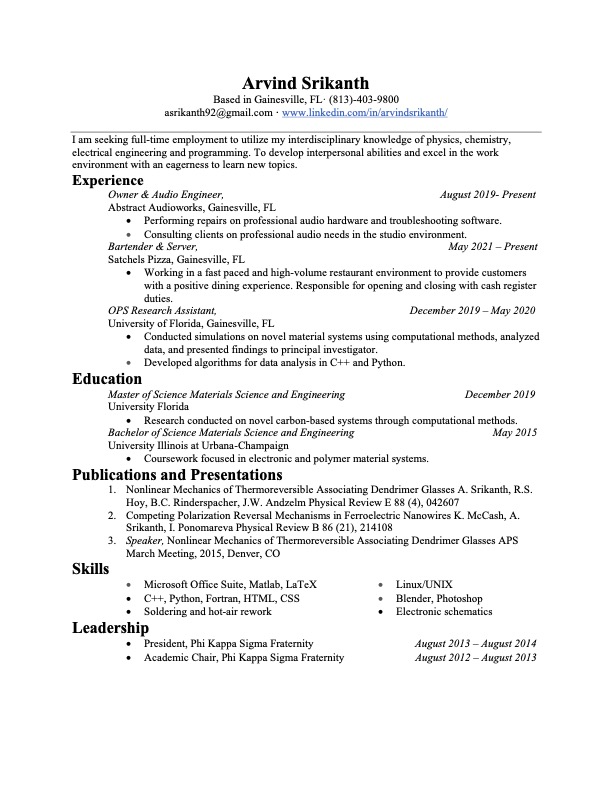 Arvind Srikanth
Based in Gainesville, FL· (813)-403-9800
asrikanth92@gmail.com · www.linkedin.com/in/arvindsrikanth/
I am seeking full-time employment to utilize my interdisciplinary knowledge of physics, chemistry,
electrical engineering and programming. To develop interpersonal abilities and excel in the work
environment with an eagerness to learn new topics.
Experience
Owner & Audio Engineer, August 2019- Present
Abstract Audioworks, Gainesville, FL
• Performing repairs on professional audio hardware and troubleshooting software.
• Consulting clients on professional audio needs in the studio environment.
Bartender & Server, May 2021 – Present
Satchels Pizza, Gainesville, FL
• Working in a fast paced and high-volume restaurant environment to provide customers
with a positive dining experience. Responsible for opening and closing with cash register
duties.
OPS Research Assistant, December 2019 – May 2020
University of Florida, Gainesville, FL
• Conducted simulations on novel material systems using computational methods, analyzed
data, and presented findings to principal investigator.
• Developed algorithms for data analysis in C++ and Python.
Education
Master of Science Materials Science and Engineering December 2019
University Florida
• Research conducted on novel carbon-based systems through computational methods.
Bachelor of Science Materials Science and Engineering May 2015
University Illinois at Urbana-Champaign
• Coursework focused in electronic and polymer material systems.
Publications and Presentations
1. Nonlinear Mechanics of Thermoreversible Associating Dendrimer Glasses A. Srikanth, R.S.
Hoy, B.C. Rinderspacher, J.W. Andzelm Physical Review E 88 (4), 042607
2. Competing Polarization Reversal Mechanisms in Ferroelectric Nanowires K. McCash, A.
Srikanth, I. Ponomareva Physical Review B 86 (21), 214108
3. Speaker, Nonlinear Mechanics of Thermoreversible Associating Dendrimer Glasses APS
March Meeting, 2015, Denver, CO
Skills
• Microsoft Office Suite, Matlab, LaTeX
• C++, Python, Fortran, HTML, CSS
• Soldering and hot-air rework
• Linux/UNIX
• Blender, Photoshop
• Electronic schematics
Leadership
• President, Phi Kappa Sigma Fraternity August 2013 – August 2014
• Academic Chair, Phi Kappa Sigma Fraternity August 2012 – August 2013